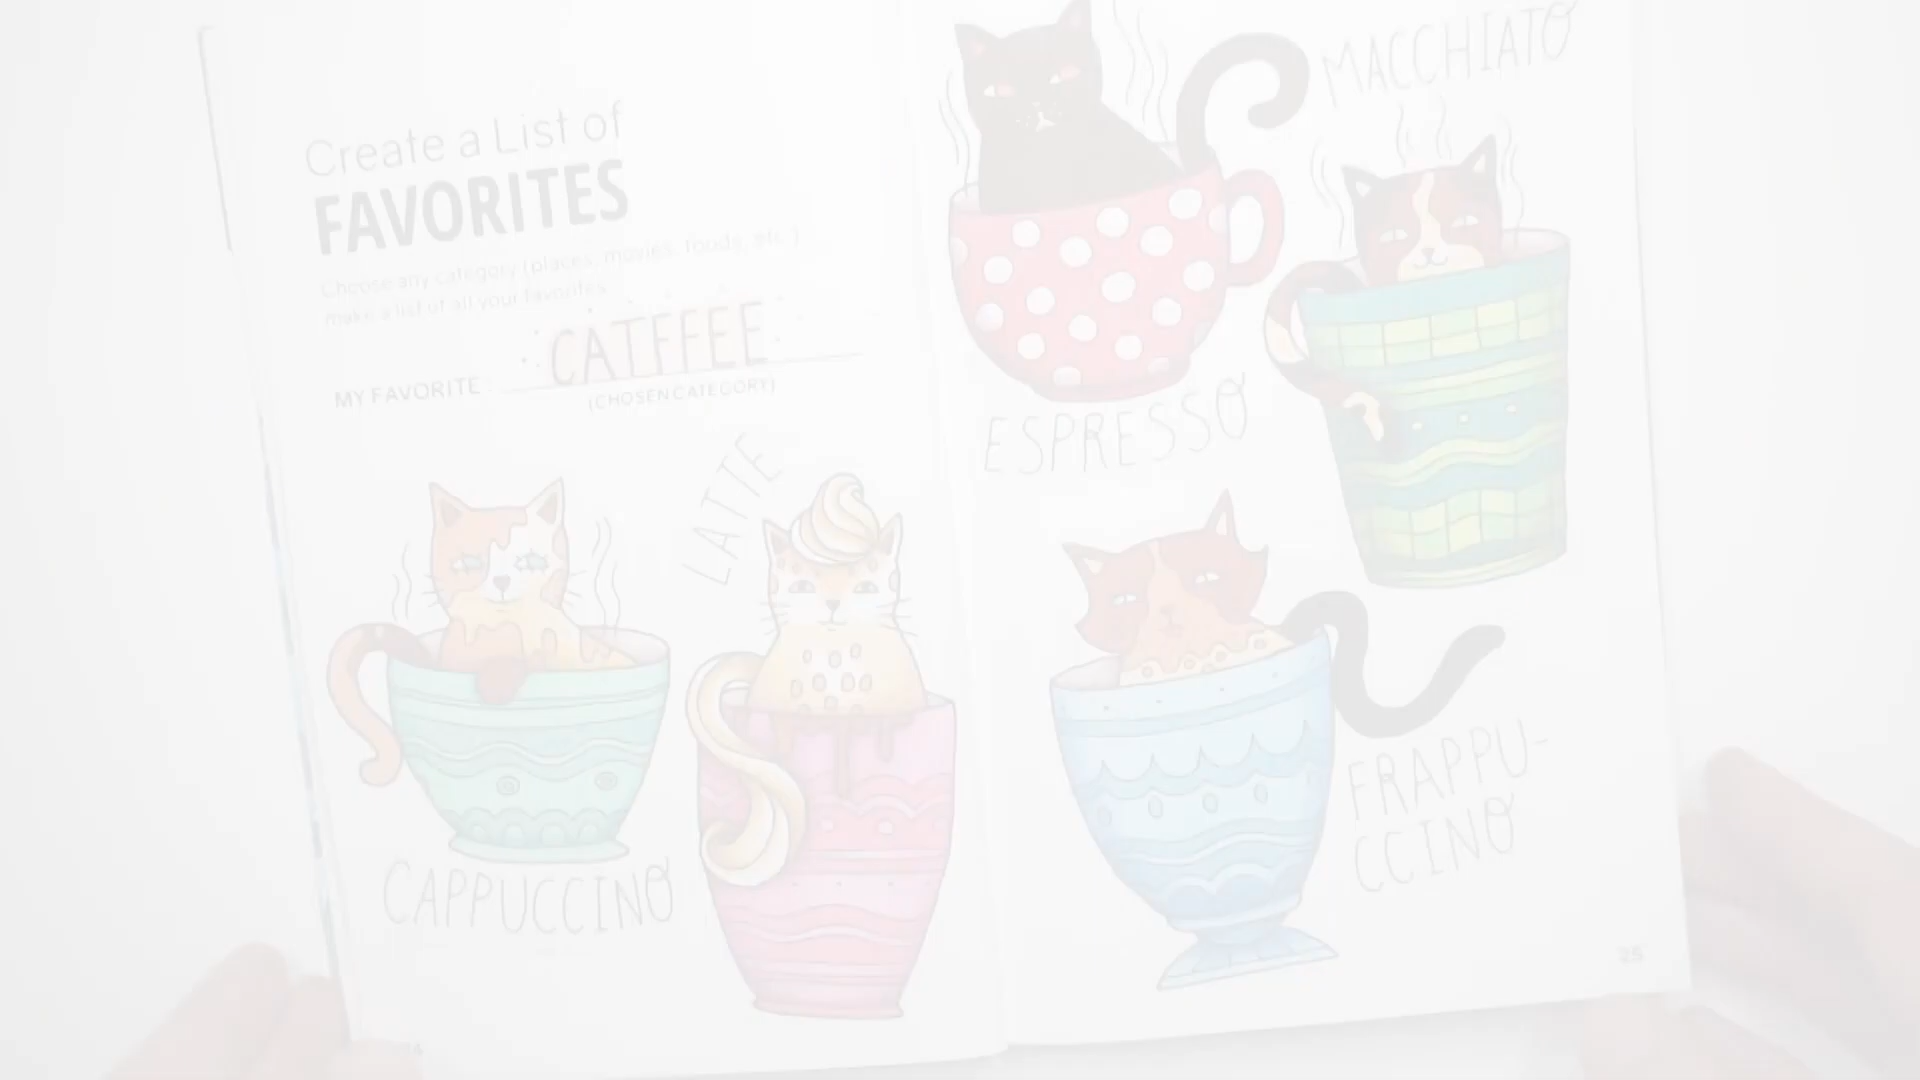 Create a List of
FAVORITES
Choose any category (places, movies, foods, etc.)
make a list of all your favorites.
MY FAVORITE CATFFEE
(CHOSEN CATEGORY)
LATTE
CAPPUCCINO
MACCHIATO
ESPRESSO
FRAPPU-
CCINO
25